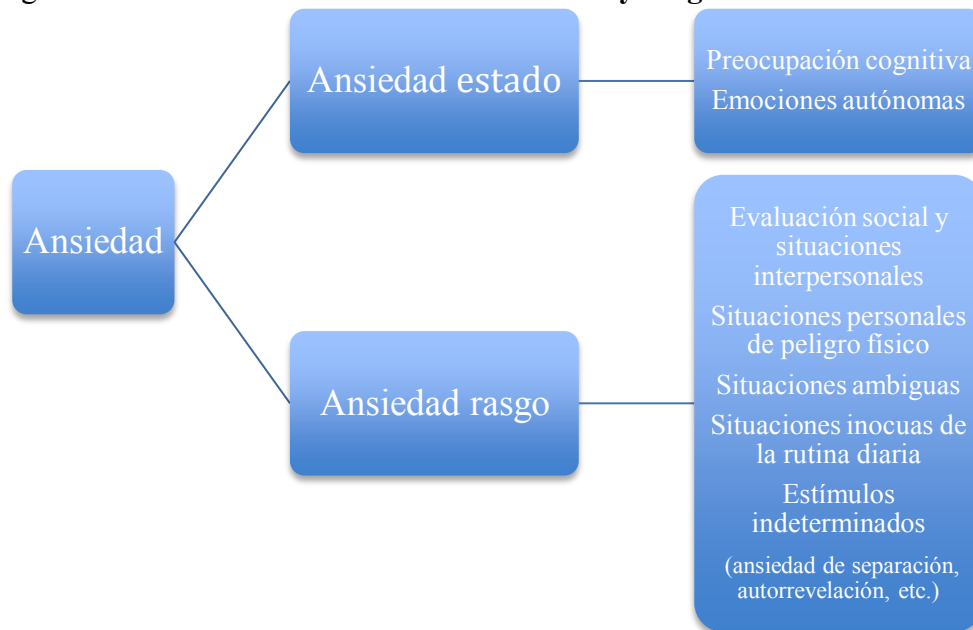 Ansiedad
Ansiedad estado
Preocupación cognitiva
Emociones autónomas
Ansiedad rasgo
Evaluación social y
situaciones
interpersonales
Situaciones personales
de peligro físico
Situaciones ambiguas
Situaciones inocuas de
la rutina diaria
Estímulos
indeterminados
(ansiedad de separación,
autorrevelación, etc.)